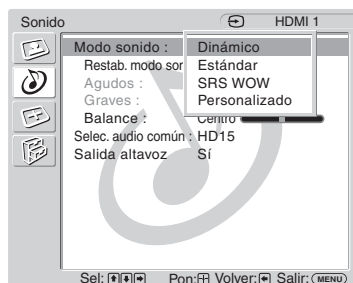 Sonido HDMI 1
Modo sonido : Dinámico
Restab. modo son Estándar
Agudos : SRS WOW
Graves : Personalizado
Balance : Centro
Selec. audio común : HD15
Salida altavoz Sí
Sel: Pon: Volver: Salir: MENU